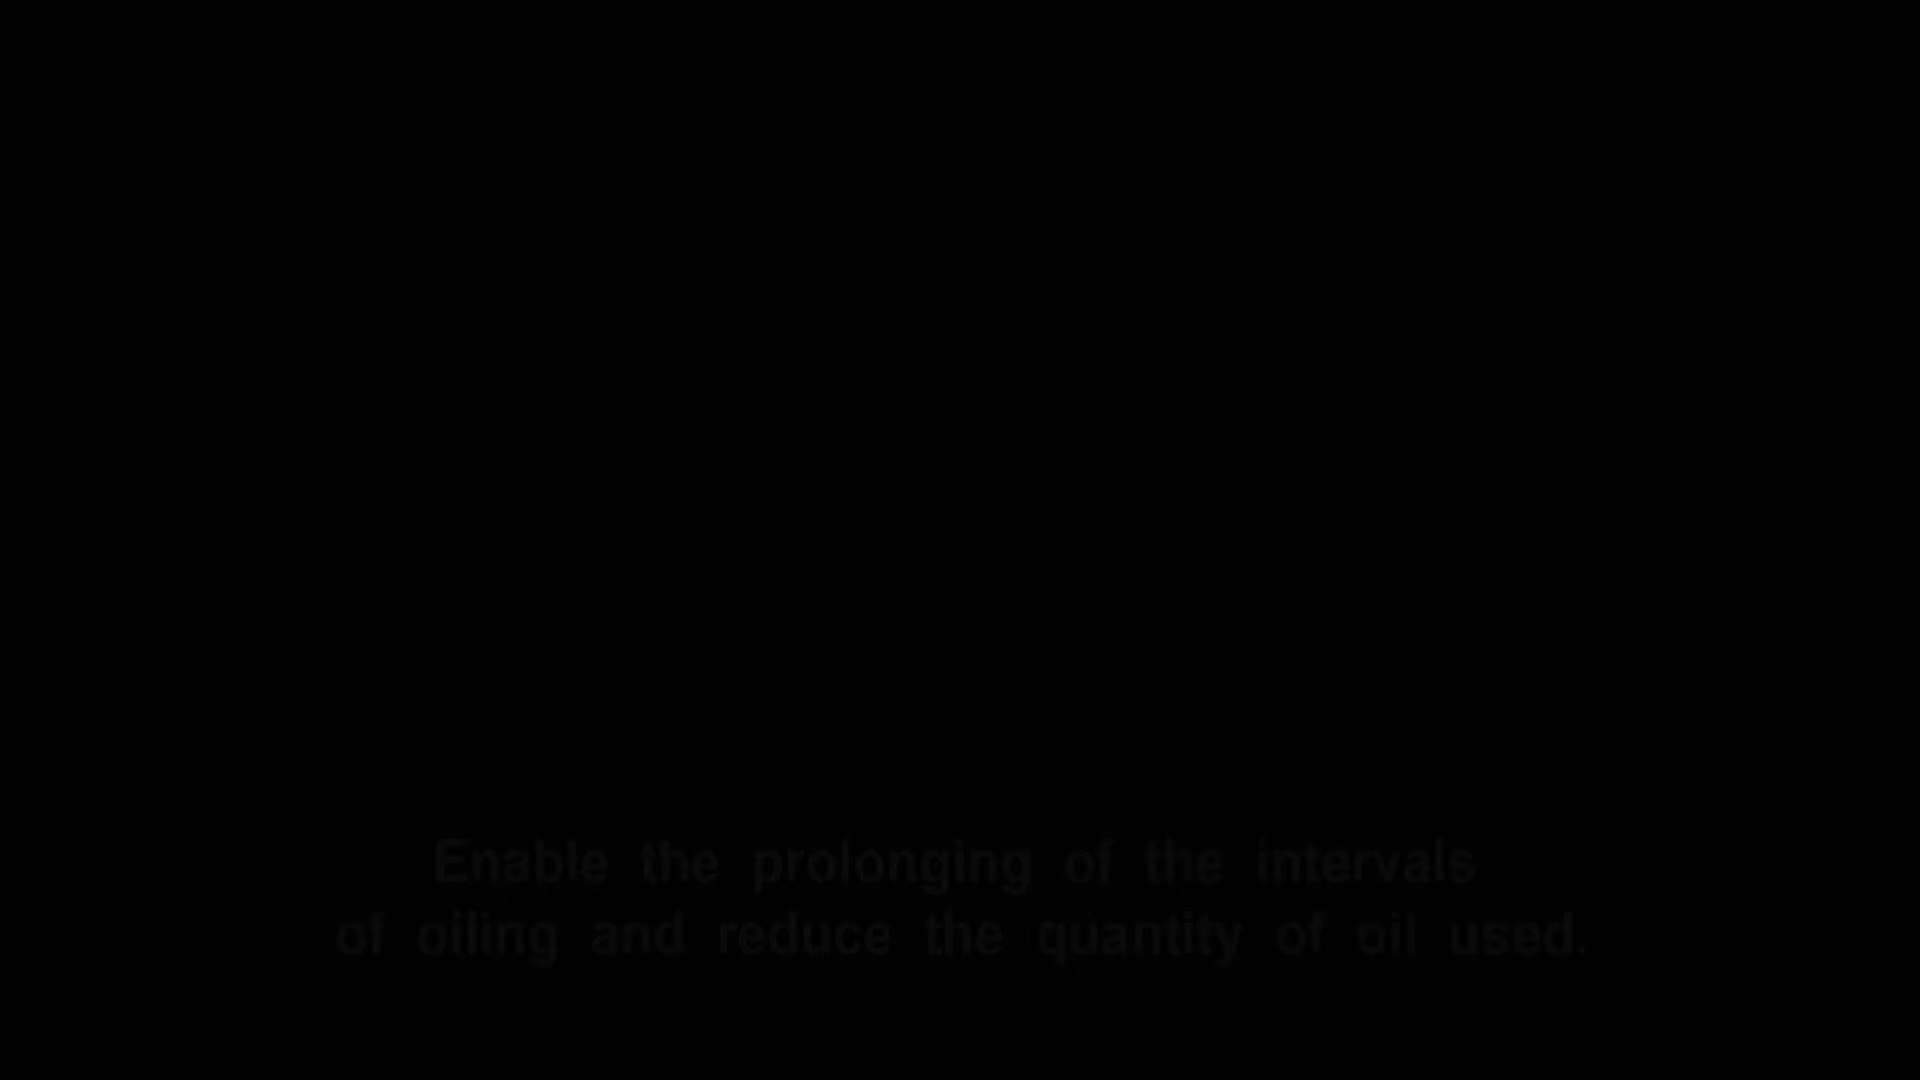 Enable the prolonging of the intervals
of oiling and reduce the quantity of oil used.